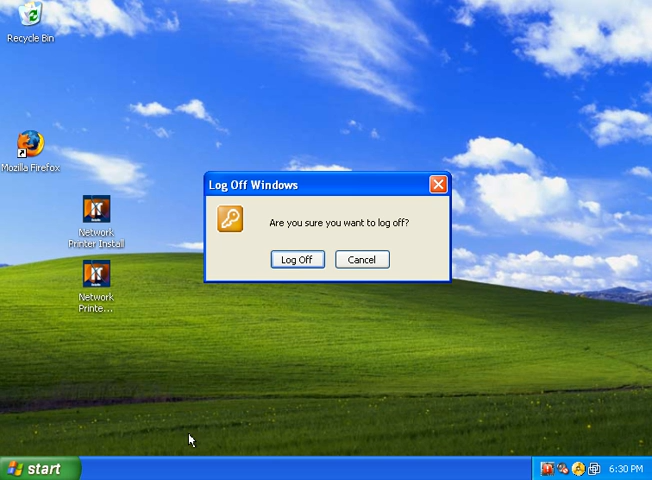 Recycle Bin
Mozilla Firefox
Network
Printer Install
Network
Printe...
Log Off Windows
Are you sure you want to log off?
Log Off
Cancel
start
6:30 PM